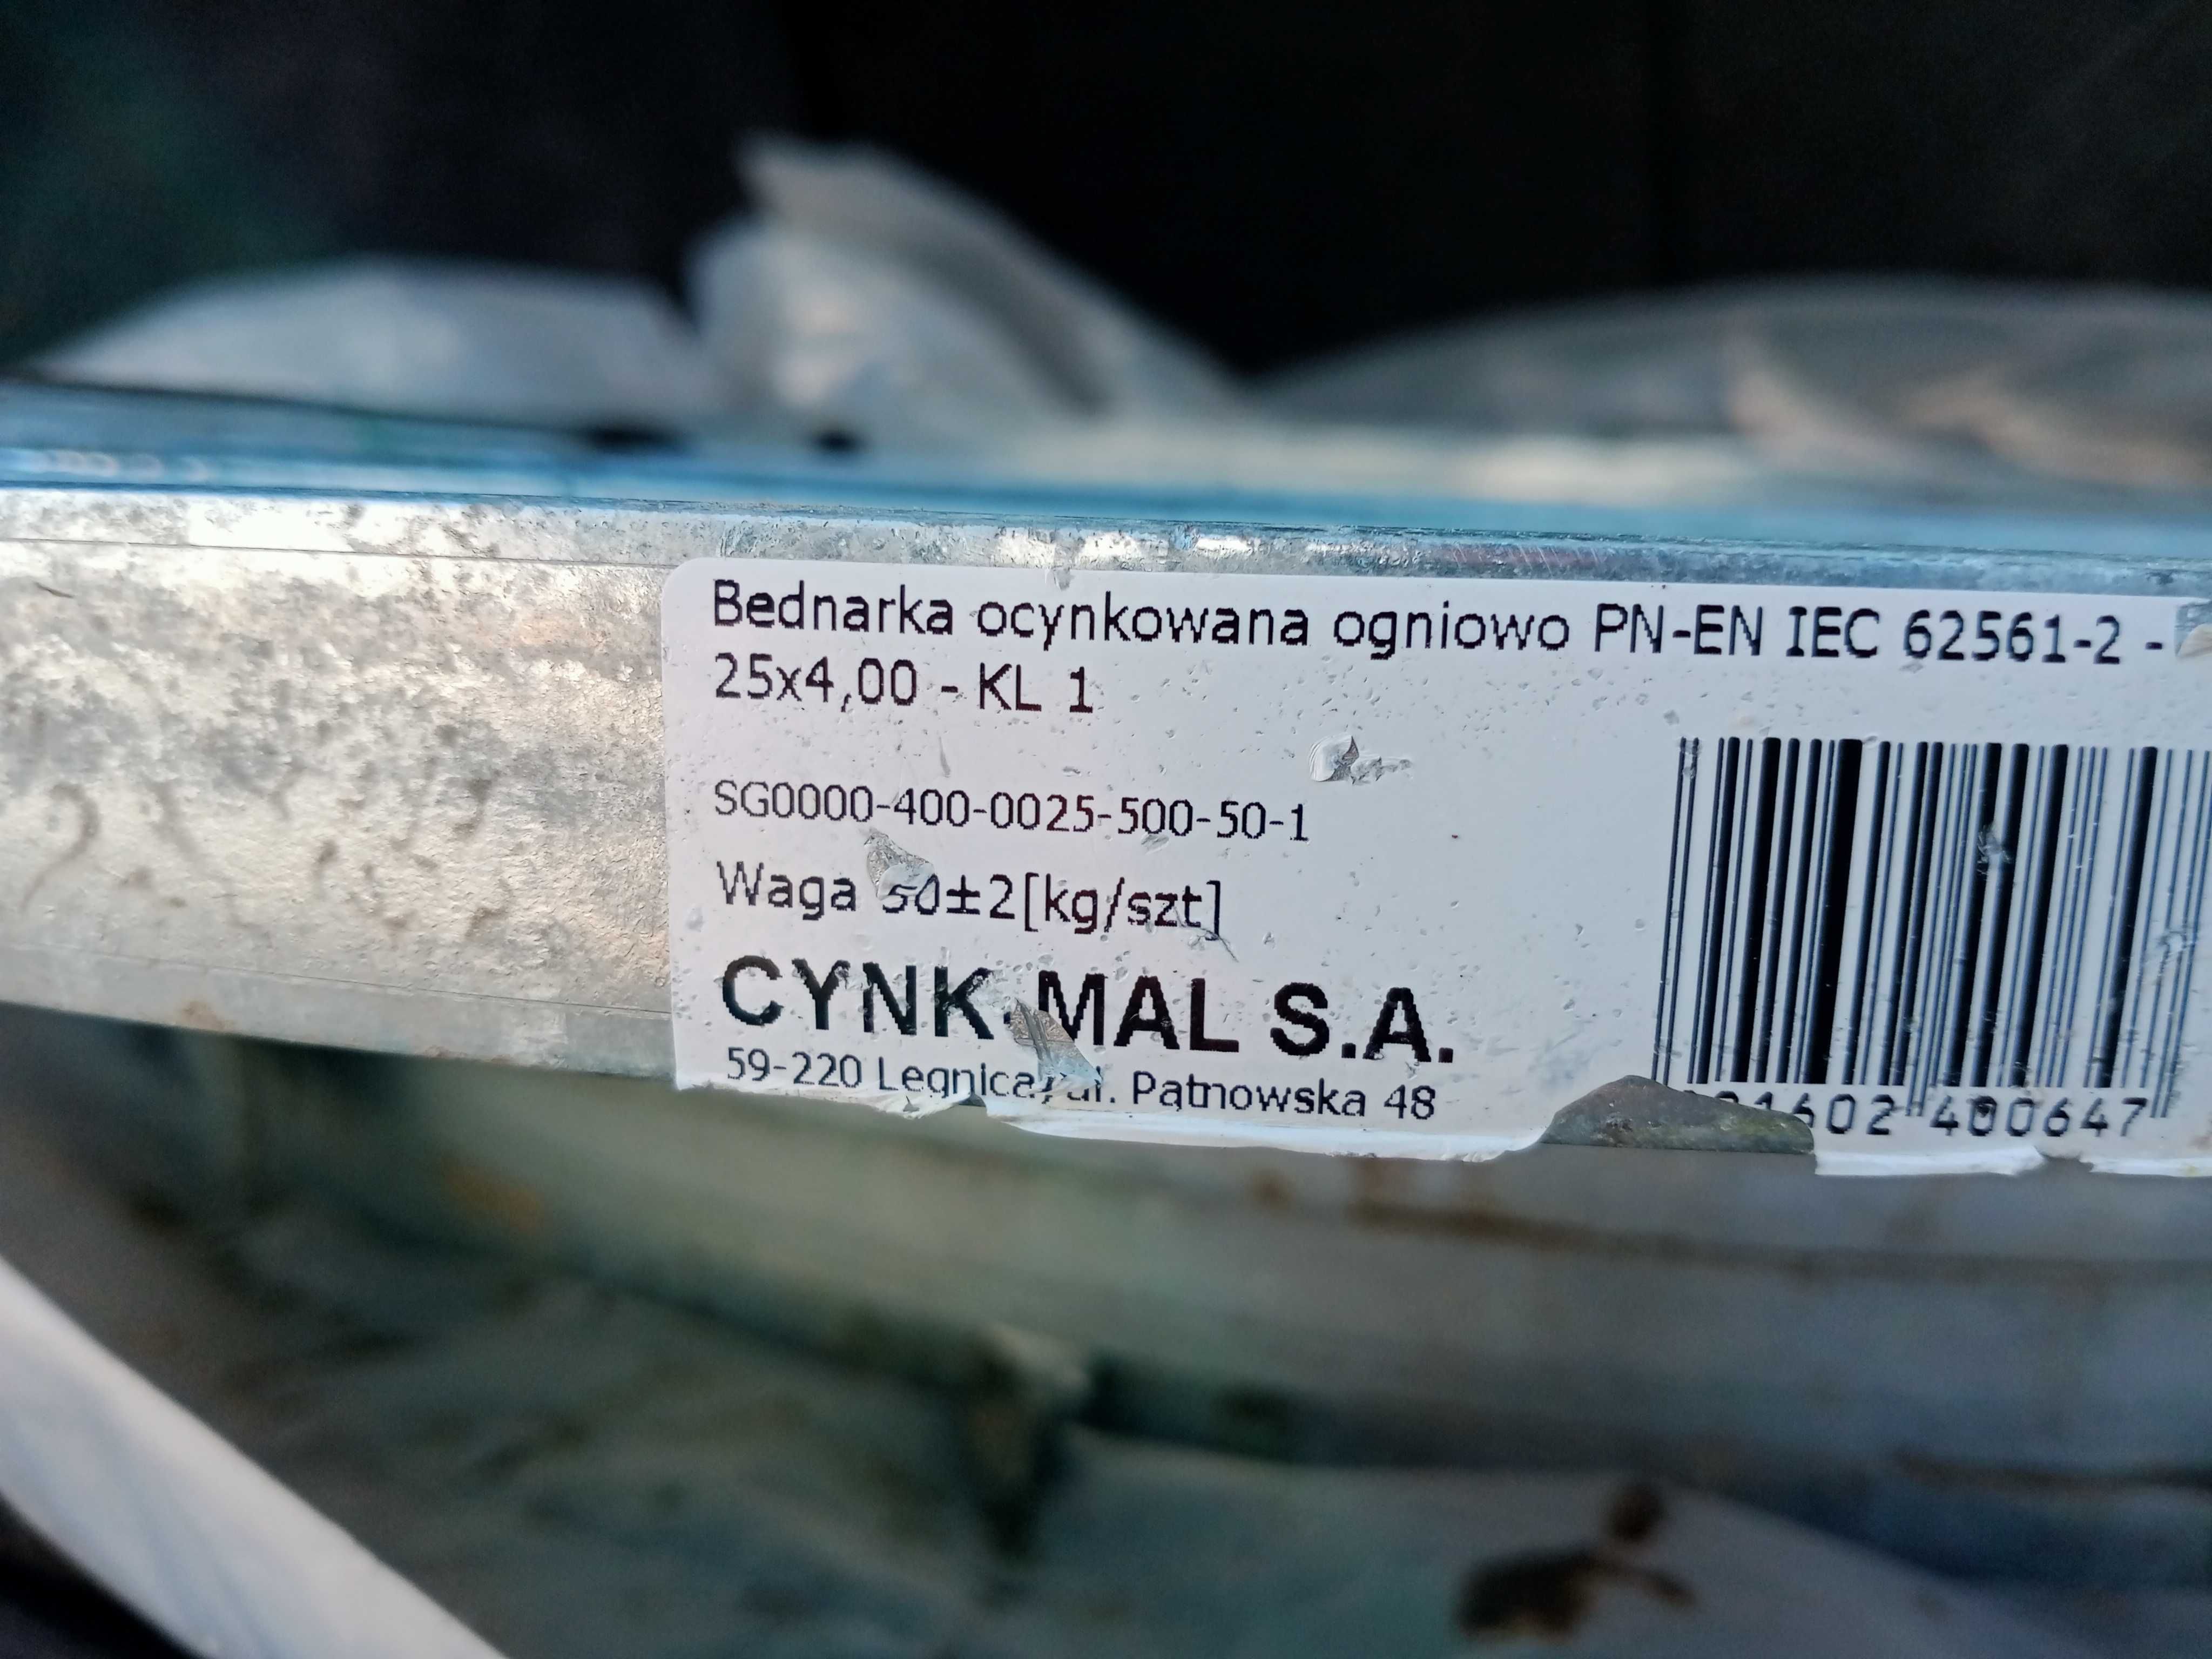 Bednarka ocynkowana ogniowo PN-EN IEC 62561-2 -
25x4,00 - KL 1
SG0000-400-0025-500-50-1
Waga 50±2[kg/szt]
CYNK-MAL S.A.
59-220 Legnica, ul. Pątnowska 48
1602 400647